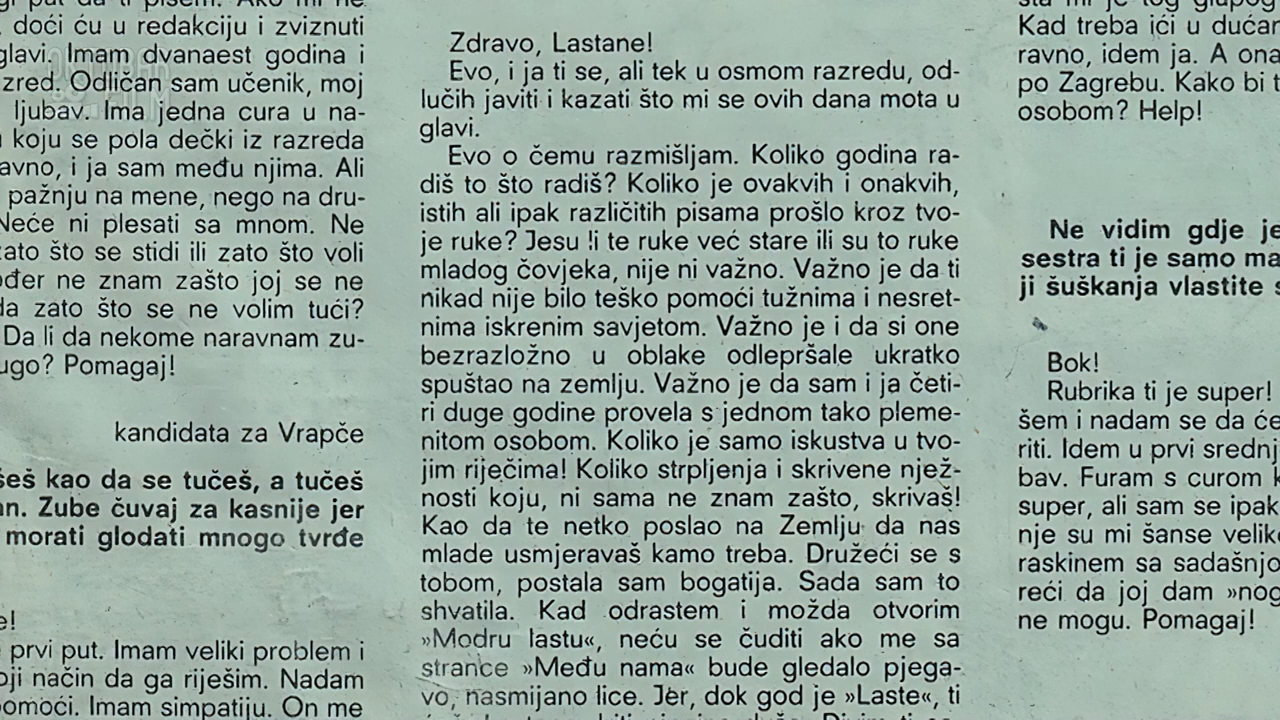 doći ću u redakciju i zviznuti
glavi. Imam dvanaest godina i
zred. Odličan sam učenik, moj
ljubav. Ima jedna cura u na-
koju se pola dečki iz razreda
avno, i ja sam među njima. Ali
pažnju na mene, nego na dru-
Neće ni plesati sa mnom. Ne
zato što se stidi ili zato što voli
ođer ne znam zašto joj se ne
da zato što se ne volim tući?
Da li da nekome naravnam zu-
ugo? Pomagaj!
kandidata za Vrapče
šeš kao da se tučeš, a tučeš
an. Zube čuvaj za kasnije jer
morati glodati mnogo tvrđe
e!
prvi put. Imam veliki problem i
oji način da ga riješim. Nadam
pomoći. Imam simpatiju. On me
Zdravo, Lastane!
Evo, i ja ti se, ali tek u osmom razredu, od-
lučih javiti i kazati što mi se ovih dana mota u
glavi.
Evo o čemu razmišljam. Koliko godina ra-
diš to što radiš? Koliko je ovakvih i onakvih,
istih ali ipak različitih pisama prošlo kroz tvo-
je ruke? Jesu li te ruke već stare ili su to ruke
mladog čovjeka, nije ni važno. Važno je da ti
nikad nije bilo teško pomoći tužnima i nesret-
nima iskrenim savjetom. Važno je i da si one
bezrazložno u oblake odlepršale ukratko
spuštao na zemlju. Važno je da sam i ja četi-
ri duge godine provela s jednom tako pleme-
nitom osobom. Koliko je samo iskustva u tvo-
jim riječima! Koliko strpljenja i skrivene njež-
nosti koju, ni sama ne znam zašto, skrivaš!
Kao da te netko poslao na Zemlju da nas
mlade usmjeravaš kamo treba. Družeći se s
tobom, postala sam bogatija. Sada sam to
shvatila. Kad odrastem i možda otvorim
»Modru lastu«, neću se čuditi ako me sa
strance »Među nama« bude gledalo pjega-
vo, nasmijano lice. Jer, dok god je »Laste«, ti
Kad treba ići u dućan
ravno, idem ja. A ona
po Zagrebu. Kako bi t
osobom? Help!
Ne vidim gdje je
sestra ti je samo ma
ji šuškanja vlastite s
Bok!
Rubrika ti je super!
šem i nadam se da će
riti. Idem u prvi srednj
bav. Furam s curom k
super, ali sam se ipak
nje su mi šanse velike
raskinem sa sadašnjo
reći da joj dam »nog
ne mogu. Pomagaj!